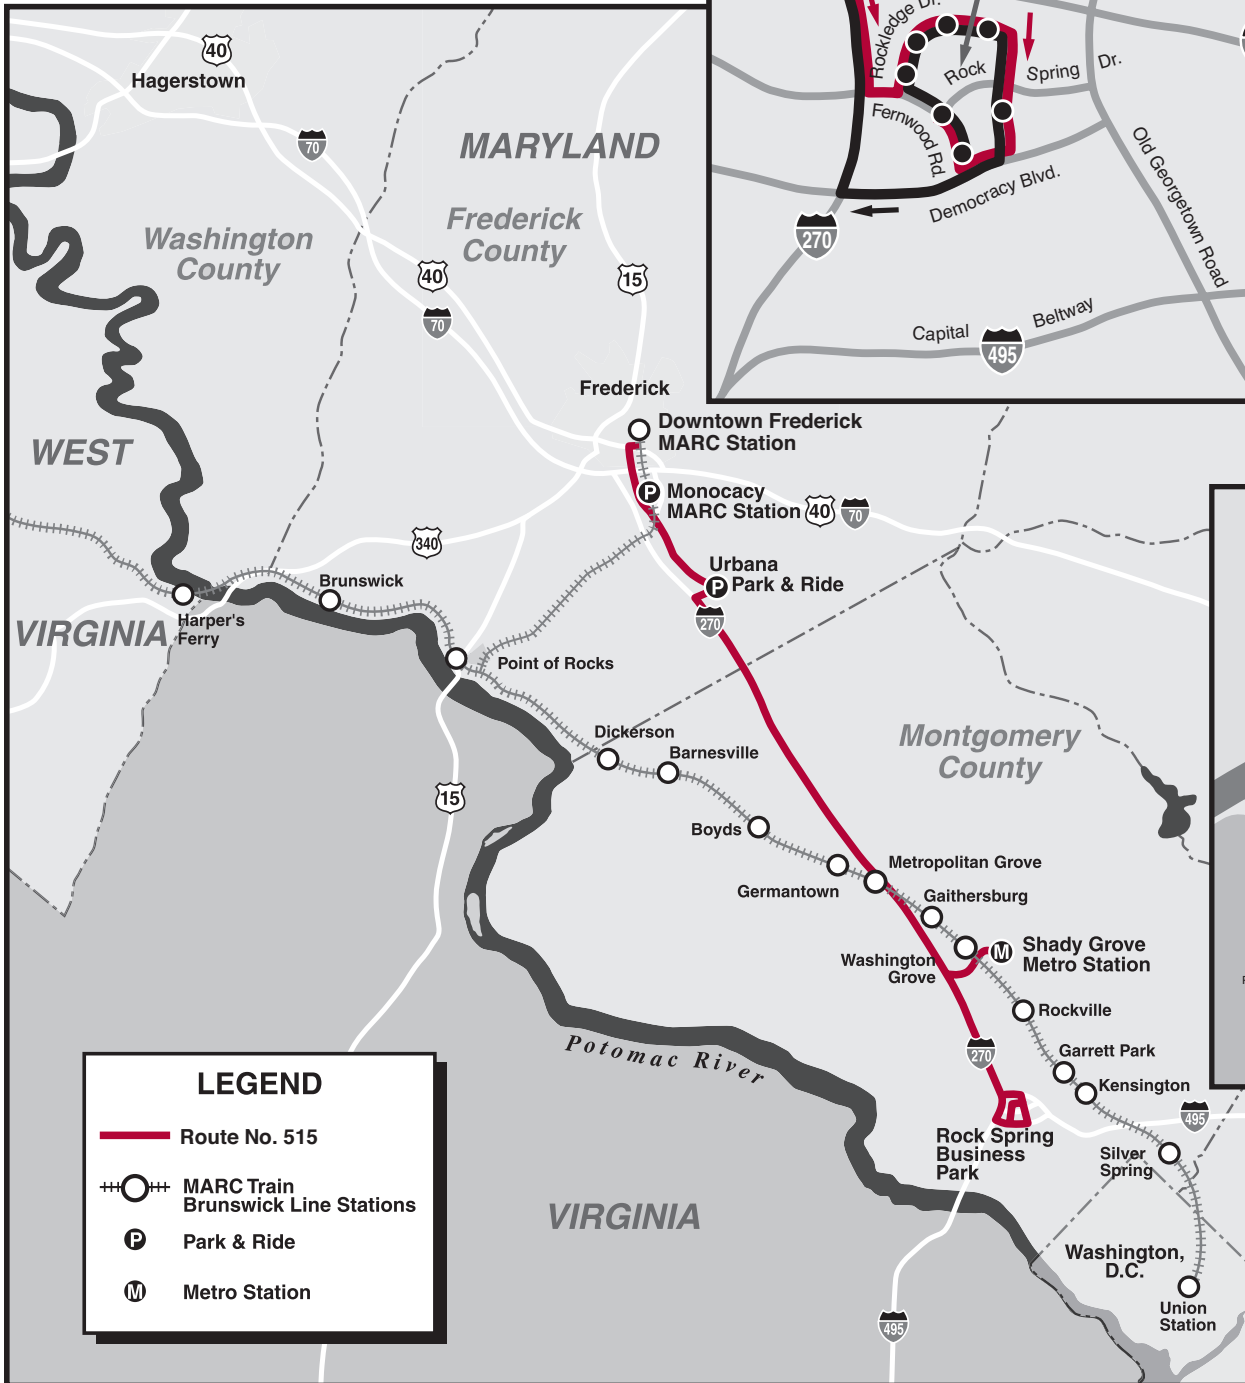 40
Hagerstown
70
MARYLAND
Frederick
County
Washington
County
40
70
15
Frederick
Rockledge Dr.
Rock
Spring
Dr.
Fernwood Rd.
Democracy Blvd.
Old Georgetown Road
270
Capital
Beltway
495
Downtown Frederick
MARC Station
WEST
VIRGINIA
P
Monocacy
MARC Station
40
70
340
Urbana
Park & Ride
P
270
Brunswick
Harper's
Ferry
Point of Rocks
Dickerson
Barnesville
Montgomery
County
15
Boyds
Metropolitan Grove
Germantown
Gaithersburg
Washington
Grove
M
Shady Grove
Metro Station
Rockville
Potomac River
270
Garrett Park
Kensington
495
Rock Spring
Business
Park
Silver
Spring
VIRGINIA
Washington,
D.C.
Union
Station
495
LEGEND
Route No. 515
MARC Train
Brunswick Line Stations
P
Park & Ride
M
Metro Station